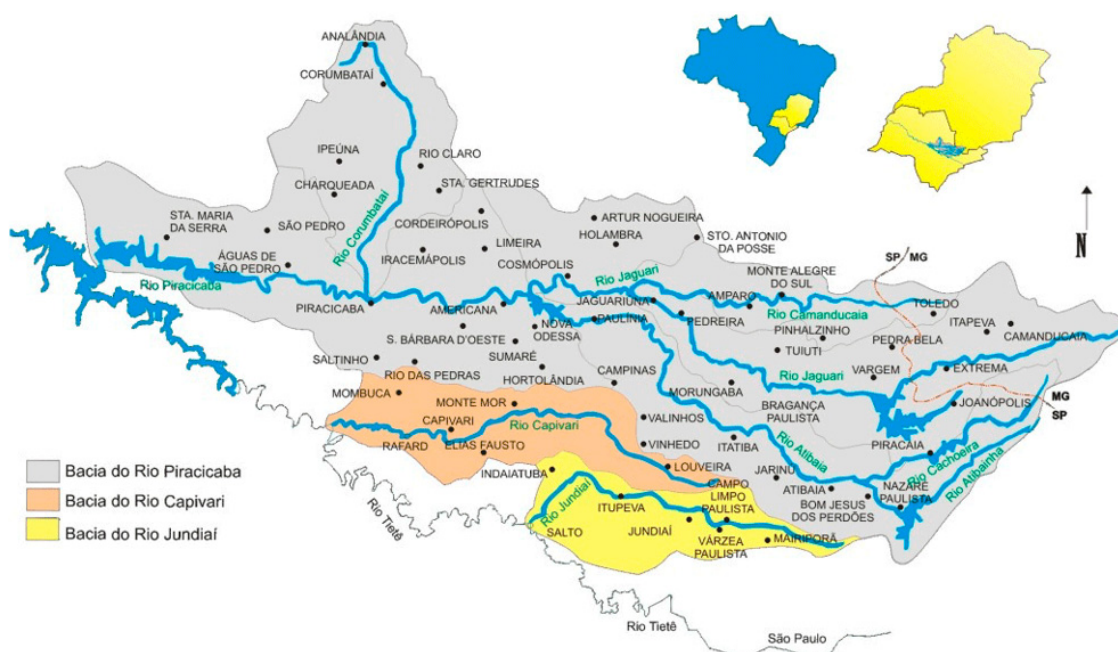 ANALÂNDIA
CORUMBATAÍ
IPEÚNA
RIO CLARO
CHARQUEADA
STA. GERTRUDES
Rio Corumbataí
STA. MARIA
DA SERRA
SÃO PEDRO
CORDEIRÓPOLIS
ARTUR NOGUEIRA
HOLAMBRA
STO. ANTONIO
DA POSSE
N
ÁGUAS DE
SÃO PEDRO
IRACEMÁPOLIS
LIMEIRA
COSMÓPOLIS
SP
MG
Rio Piracicaba
Rio Jaguari
MONTE ALEGRE
DO SUL
PIRACICABA
AMERICANA
JAGUARIUNA
AMPARO
TOLEDO
Rio Camanducaia
ITAPEVA
PAULÍNIA
PEDREIRA
NOVA
ODESSA
PINHALZINHO
CAMANDUCAIA
S. BÁRBARA D'OESTE
PEDRA BELA
SALTINHO
SUMARÉ
TUIUTI
RIO DAS PEDRAS
HORTOLÂNDIA
CAMPINAS
Rio Jaguari
VARGEM
EXTREMA
MOMBUCA
MONTE MOR
MORUNGABA
MG
SP
JOANÓPOLIS
CAPIVARI
Rio Capivari
VALINHOS
BRAGANÇA
PAULISTA
RAFARD
ELIAS FAUSTO
VINHEDO
ITATIBA
Rio Atibaia
PIRACAIA
Rio Cachoeira
Rio Atibainha
Bacia do Rio Piracicaba
INDAIATUBA
LOUVEIRA
JARINÚ
Bacia do Rio Capivari
CAMPO
LIMPO
PAULISTA
ATIBAIA
NAZARÉ
PAULISTA
Rio Jundiaí
ITUPEVA
BOM JESUS
DOS PERDÕES
Bacia do Rio Jundiaí
Rio Tietê
SALTO
JUNDIAÍ
VÁRZEA
PAULISTA
MAIRIPORÃ
Rio Tietê
São Paulo